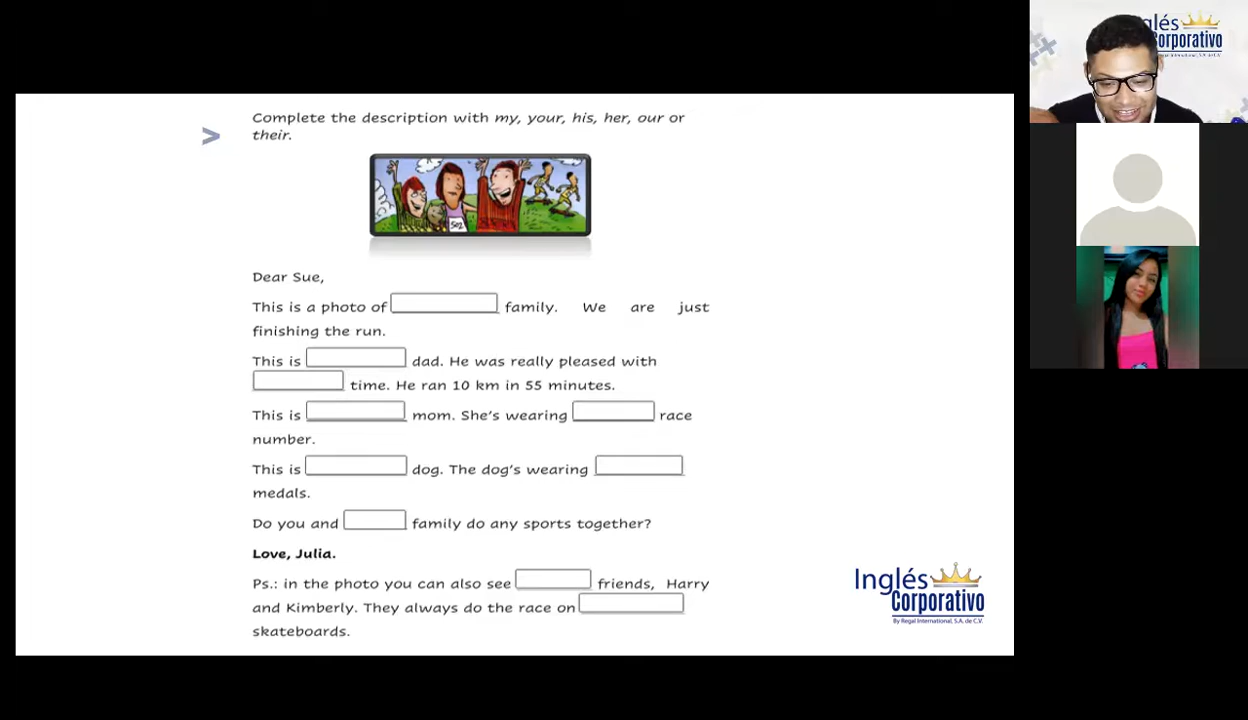 Complete the description with my, your, his, her, our or
their.
>
502
Dear Sue,
This is a photo of family. We are just
finishing the run.
This is dad. He was really pleased with
time. He ran 10 km in 55 minutes.
This is mom. She's wearing race
number.
This is dog. The dog's wearing
medals.
Do you and family do any sports together?
Love, Julia.
Ps.: in the photo you can also see friends, Harry
and Kimberly. They always do the race on
skateboards.
Inglés
Corporativo
By Regal International, S.A. de C.V.
glés
Corporativo